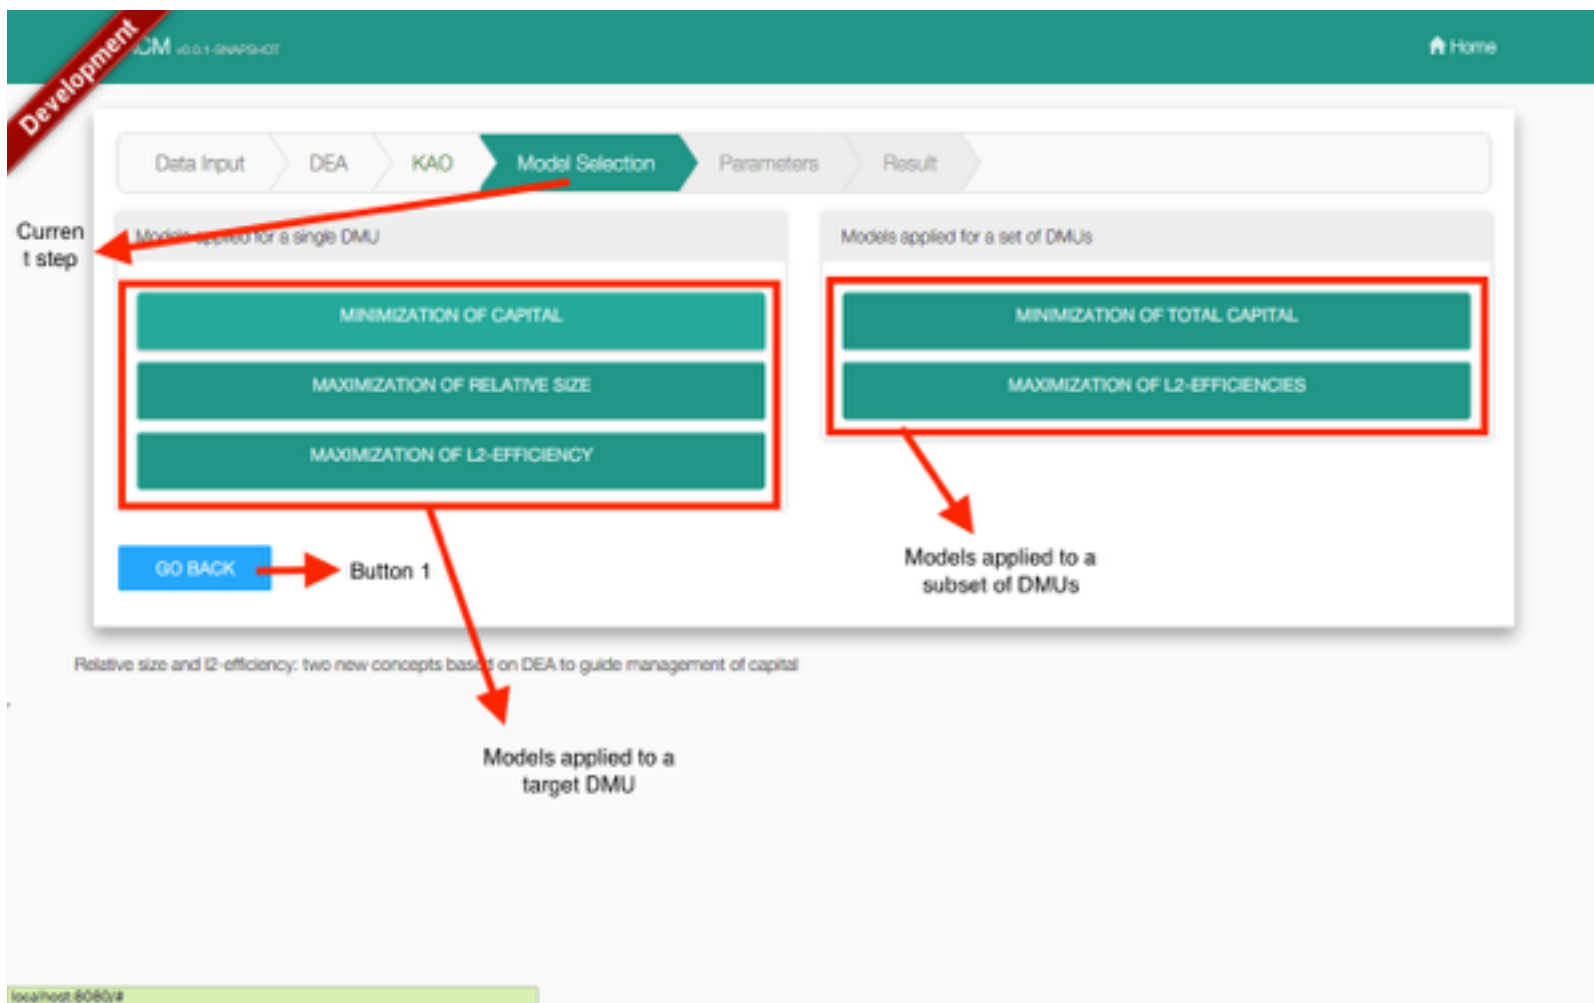 Development
CM v0.0.1-SNAPSHOT
Home
Data Input
DEA
KAO
Model Selection
Parameters
Result
Curren
t step
Models applied for a single DMU
Models applied for a set of DMUs
MINIMIZATION OF CAPITAL
MINIMIZATION OF TOTAL CAPITAL
MAXIMIZATION OF RELATIVE SIZE
MAXIMIZATION OF L2-EFFICIENCIES
MAXIMIZATION OF L2-EFFICIENCY
GO BACK
Button 1
Models applied to a
subset of DMUs
Relative size and l2-efficiency: two new concepts based on DEA to guide management of capital
Models applied to a
target DMU
localhost:8080/#